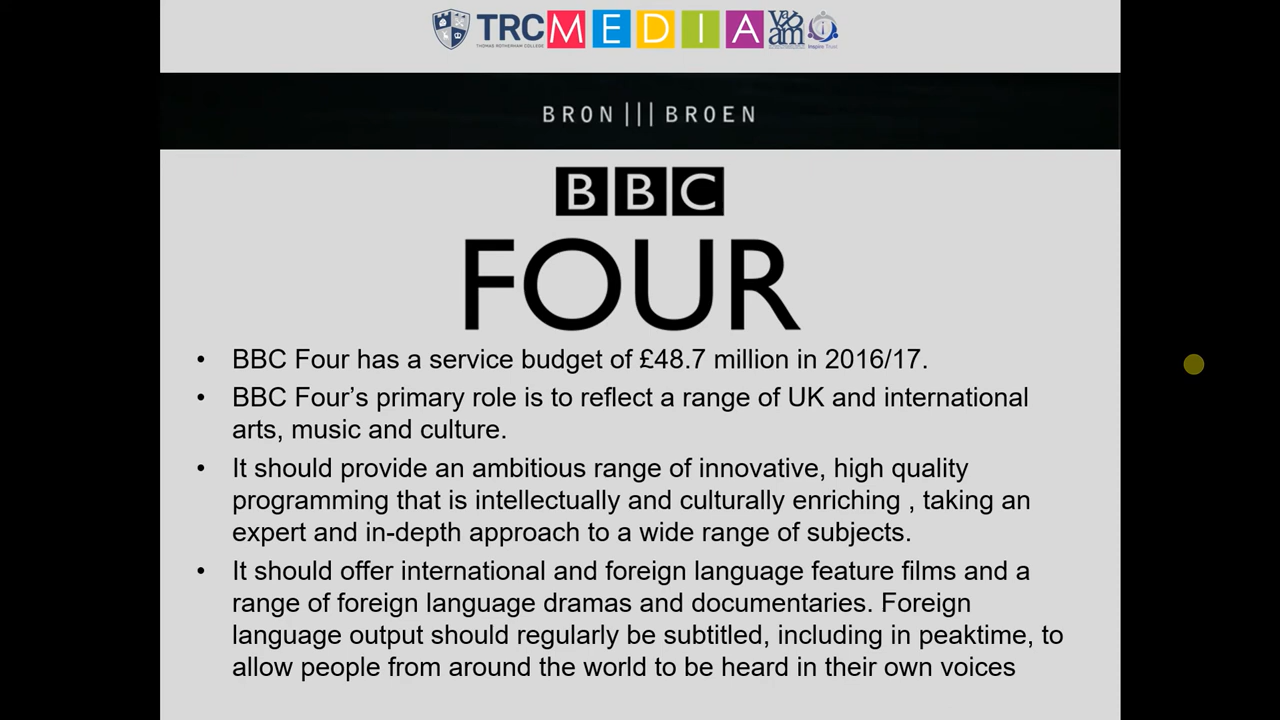 TRC MEDIA
THOMAS ROTHERHAM COLLEGE
Inspire Trust
BRON ||| BROEN
BBC
FOUR
• BBC Four has a service budget of £48.7 million in 2016/17.
• BBC Four’s primary role is to reflect a range of UK and international
arts, music and culture.
• It should provide an ambitious range of innovative, high quality
programming that is intellectually and culturally enriching , taking an
expert and in-depth approach to a wide range of subjects.
• It should offer international and foreign language feature films and a
range of foreign language dramas and documentaries. Foreign
language output should regularly be subtitled, including in peaktime, to
allow people from around the world to be heard in their own voices